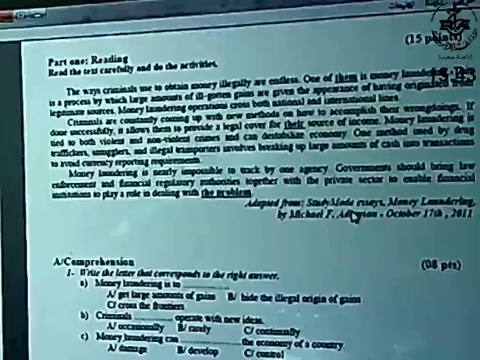 (15 points)
Part one: Reading
Read the text carefully and do the activities.
The ways criminals use to obtain money illegally are endless. One of them is money laundering. It
is a process by which large amounts of ill-gotten gains are given the appearance of having originated from
legitimate sources. Money laundering operations cross both national and international lines.
Criminals are constantly coming up with new methods on how to accomplish these wrongdoings. If
done successfully, it allows them to provide a legal cover for their source of income. Money laundering is
tied to both violent and non-violent crimes and can destabilize economy. One method used by drug
traffickers, smugglers, and illegal transporters involves breaking up large amounts of cash into transactions
to avoid currency reporting requirements.
Money laundering is nearly impossible to track by one agency. Governments should bring law
enforcement and financial regulatory authorities together with the private sector to enable financial
institutions to play a role in dealing with the problem.
Adapted from: StudyMode essays, Money Laundering,
by Michael F. October 17th, 2011
A/Comprehension (08 pts)
1- Write the letter that corresponds to the right answer.
a) Money laundering is to ..........
A/ get large amounts of gains B/ hide the illegal origin of gains
C/ cross the frontiers
b) Criminals .......... operate with new ideas.
A/ occasionally B/ rarely C/ continually
c) Money laundering can .......... the economy of a country
A/ damage B/ develop C/ control